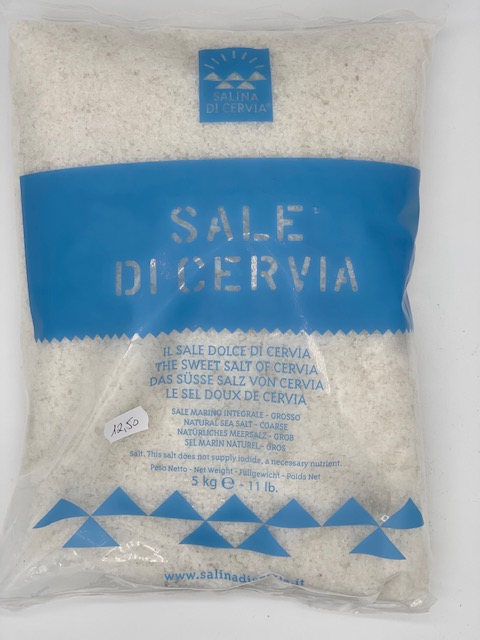 SALINA
DI CERVIA®
SALE
DI CERVIA
IL SALE DOLCE DI CERVIA
THE SWEET SALT OF CERVIA
DAS SÜSSE SALZ VON CERVIA
LE SEL DOUX DE CERVIA
SALE MARINO INTEGRALE - GROSSO
NATURAL SEA SALT - COARSE
NATÜRLICHES MEERSALZ - GROB
SEL MARIN NATUREL - GROS
Salt. This salt does not supply iodide, a necessary nutrient.
Peso Netto - Net Weight - Füllgewicht - Poids Net
5 kg ℮ - 11 lb.
12,50